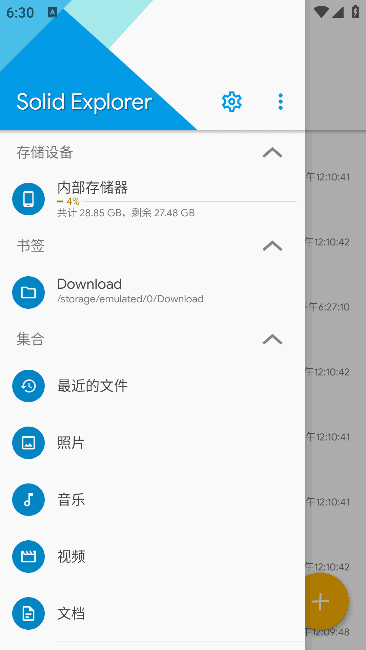 6:30
Solid Explorer
存储设备
内部存储器
4%
共计 28.85 GB，剩余 27.48 GB
午12:10:41
书签
午12:10:42
Download
/storage/emulated/0/Download
午6:27:10
集合
最近的文件
午12:10:42
照片
午12:10:41
音乐
午12:10:41
视频
午12:10:42
文档
午12:09:48